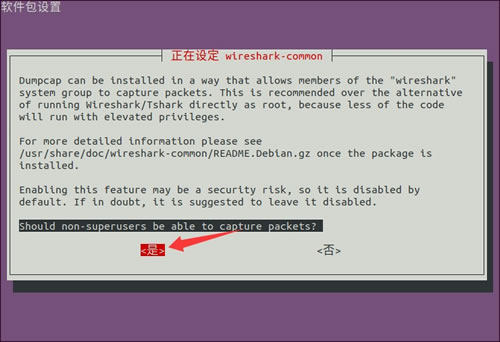 软件包设置
正在设定 wireshark-common
Dumpcap can be installed in a way that allows members of the "wireshark"
system group to capture packets. This is recommended over the alternative
of running Wireshark/Tshark directly as root, because less of the code
will run with elevated privileges.
For more detailed information please see
/usr/share/doc/wireshark-common/README.Debian.gz once the package is
installed.
Enabling this feature may be a security risk, so it is disabled by
default. If in doubt, it is suggested to leave it disabled.
Should non-superusers be able to capture packets?
<是> <否>